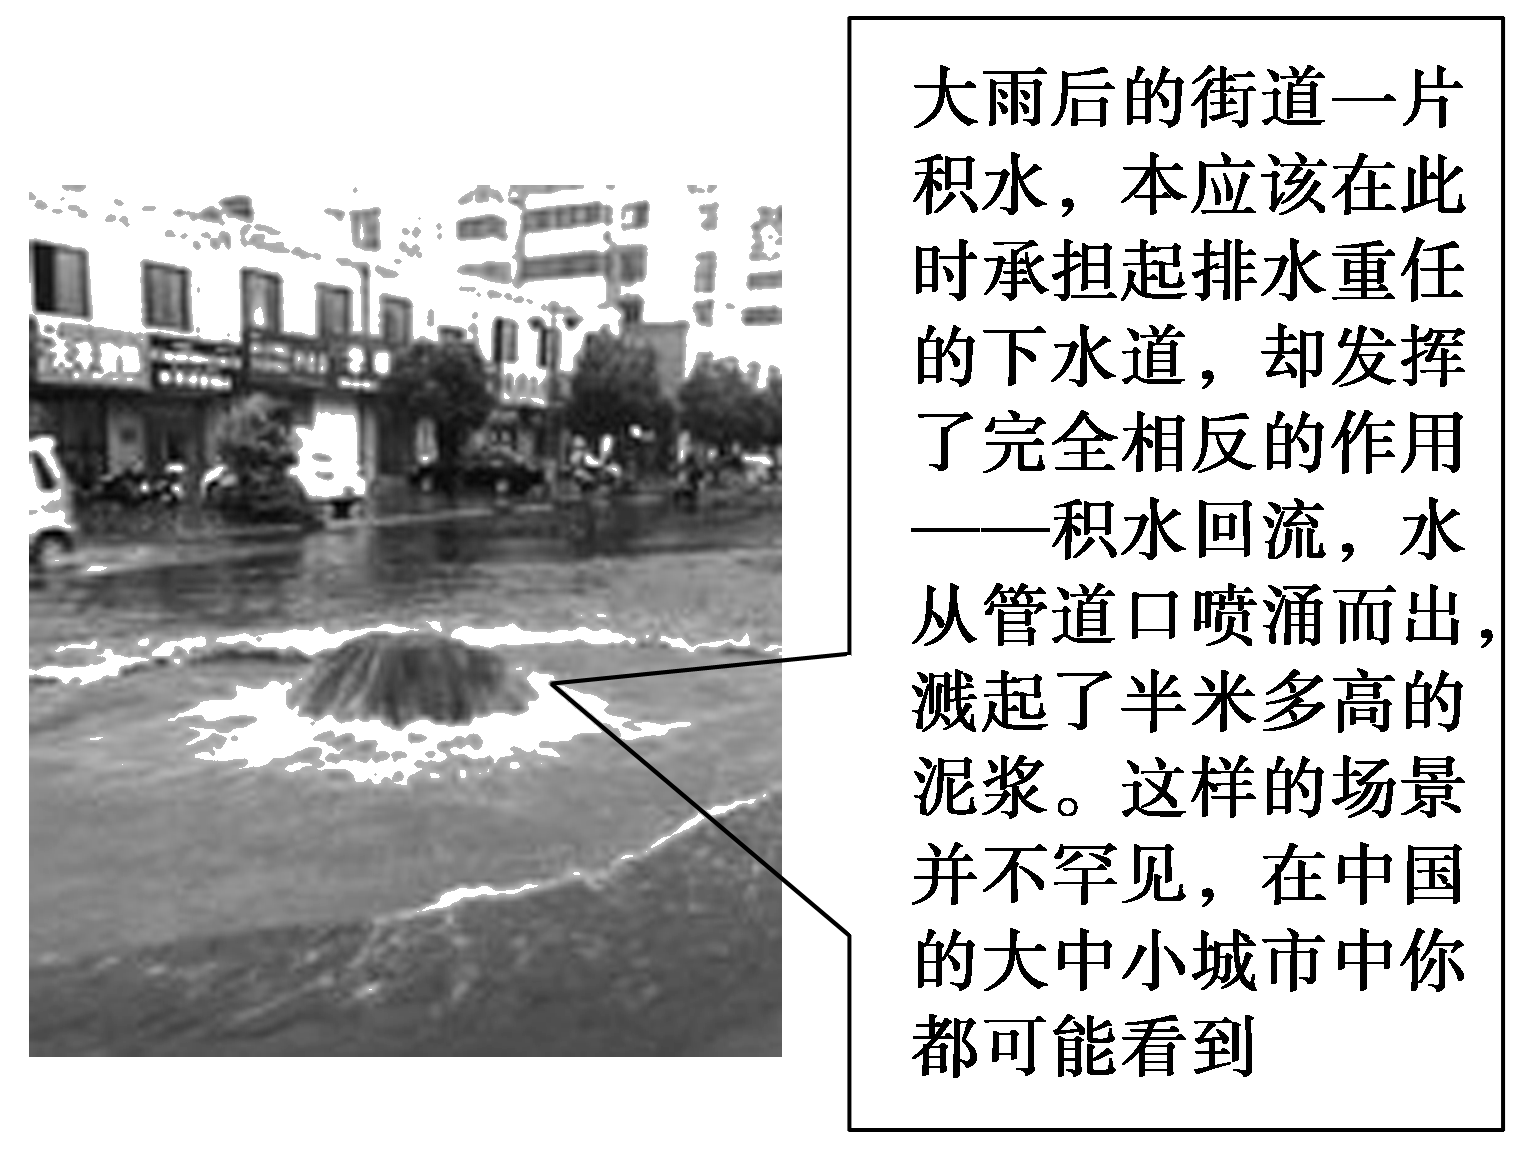 大雨后的街道一片
积水，本应该在此
时承担起排水重任
的下水道，却发挥
了完全相反的作用
——积水回流，水
从管道口喷涌而出，
溅起了半米多高的
泥浆。这样的场景
并不罕见，在中国
的大中小城市中你
都可能看到